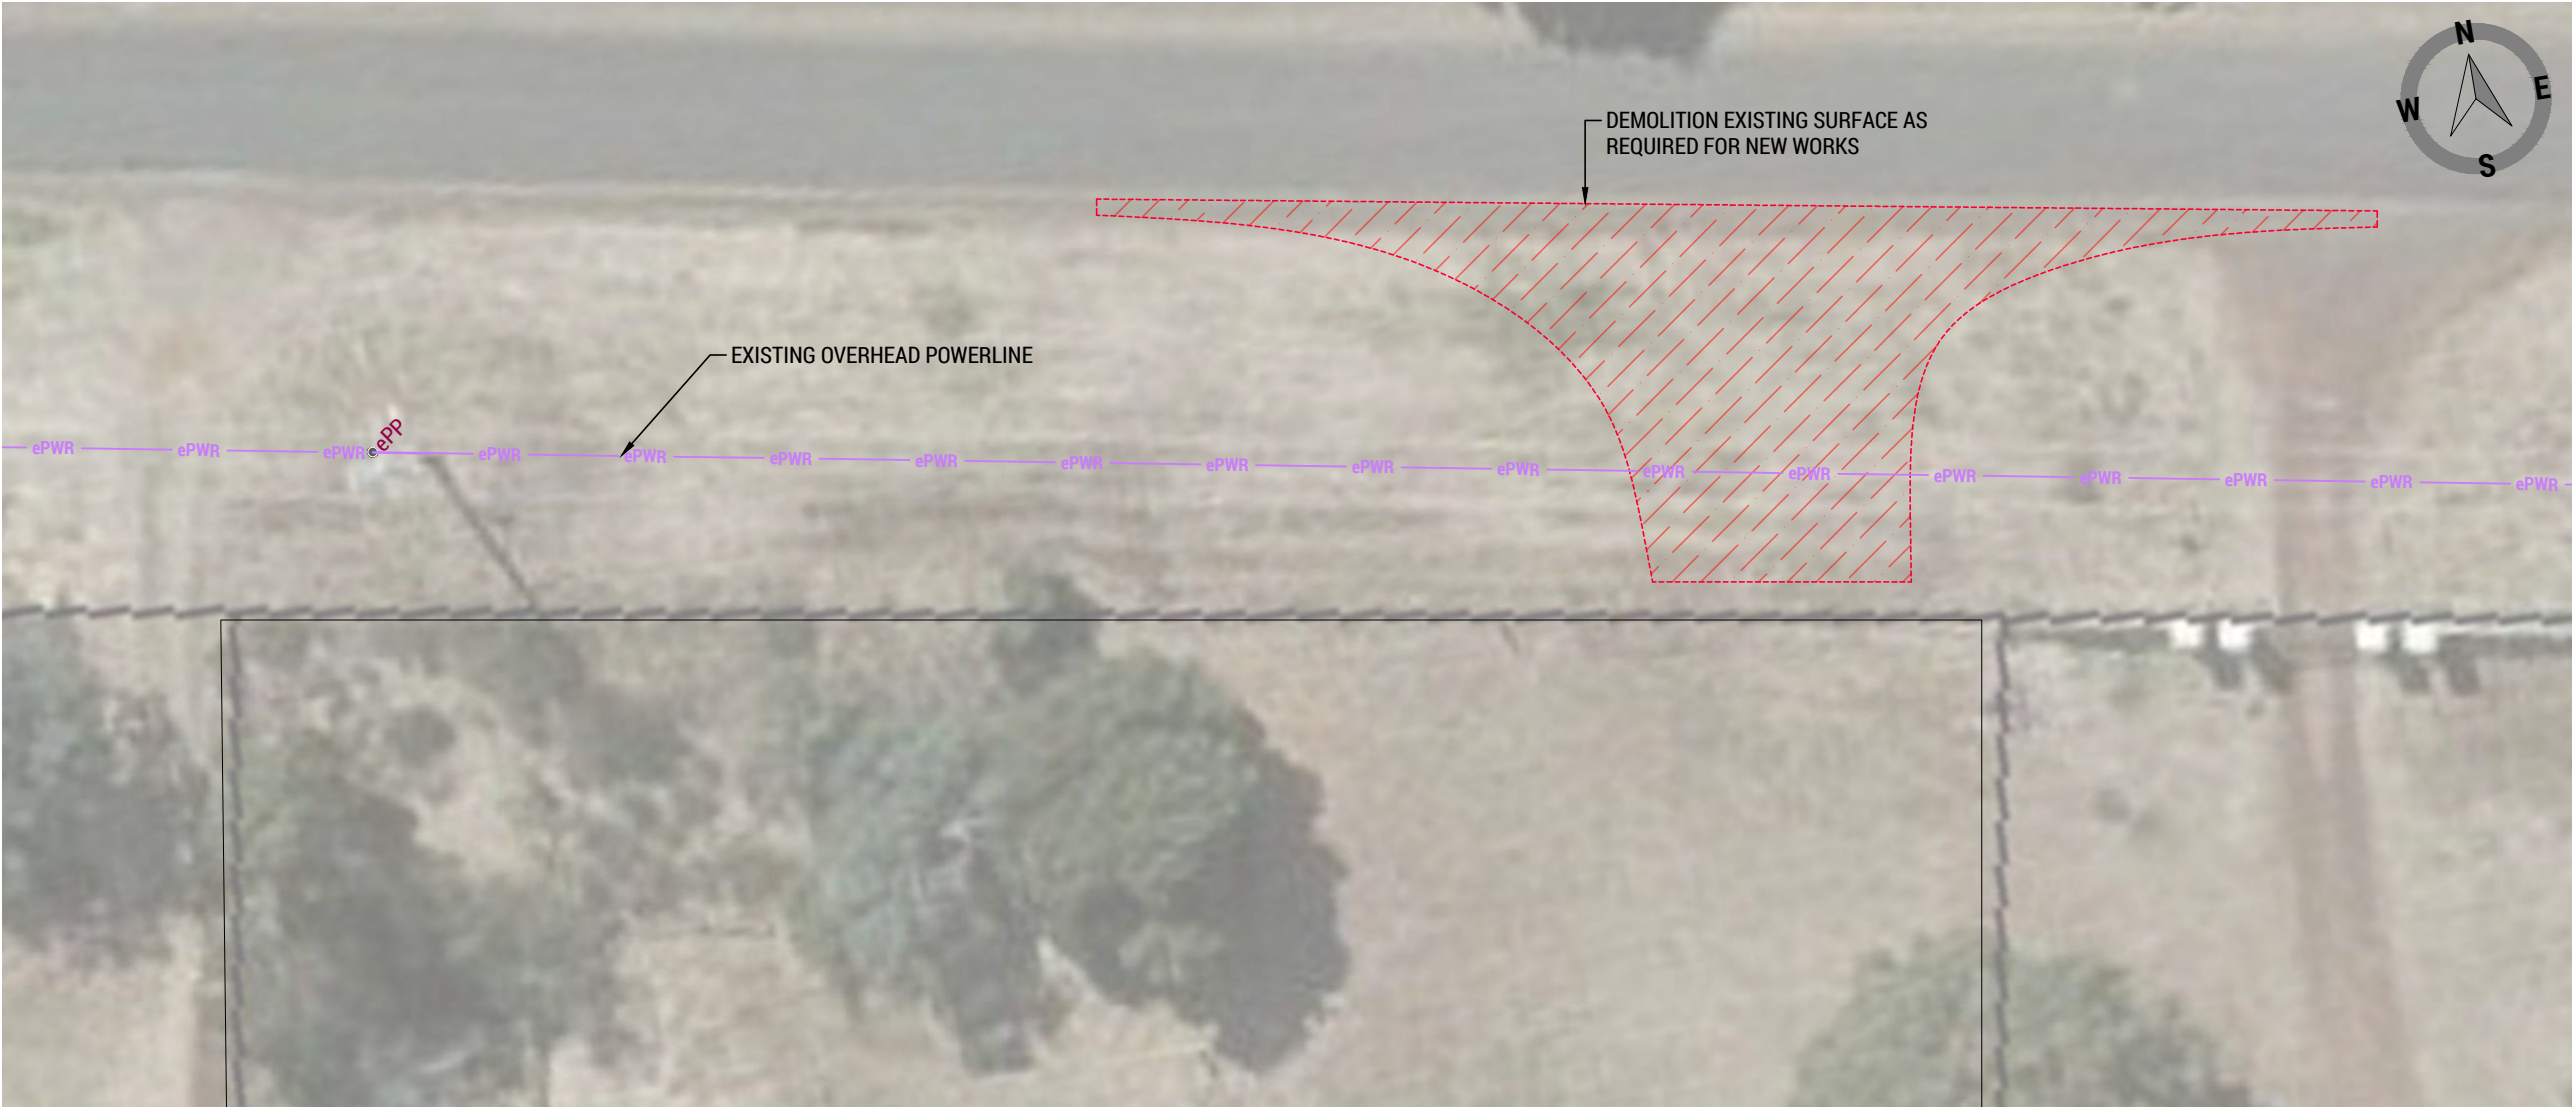 N
E
W
S
DEMOLITION EXISTING SURFACE AS
REQUIRED FOR NEW WORKS
EXISTING OVERHEAD POWERLINE
ePP
ePWR ePWR ePWR ePWR ePWR ePWR ePWR ePWR ePWR ePWR ePWR ePWR ePWR ePWR ePWR ePWR ePWR ePWR